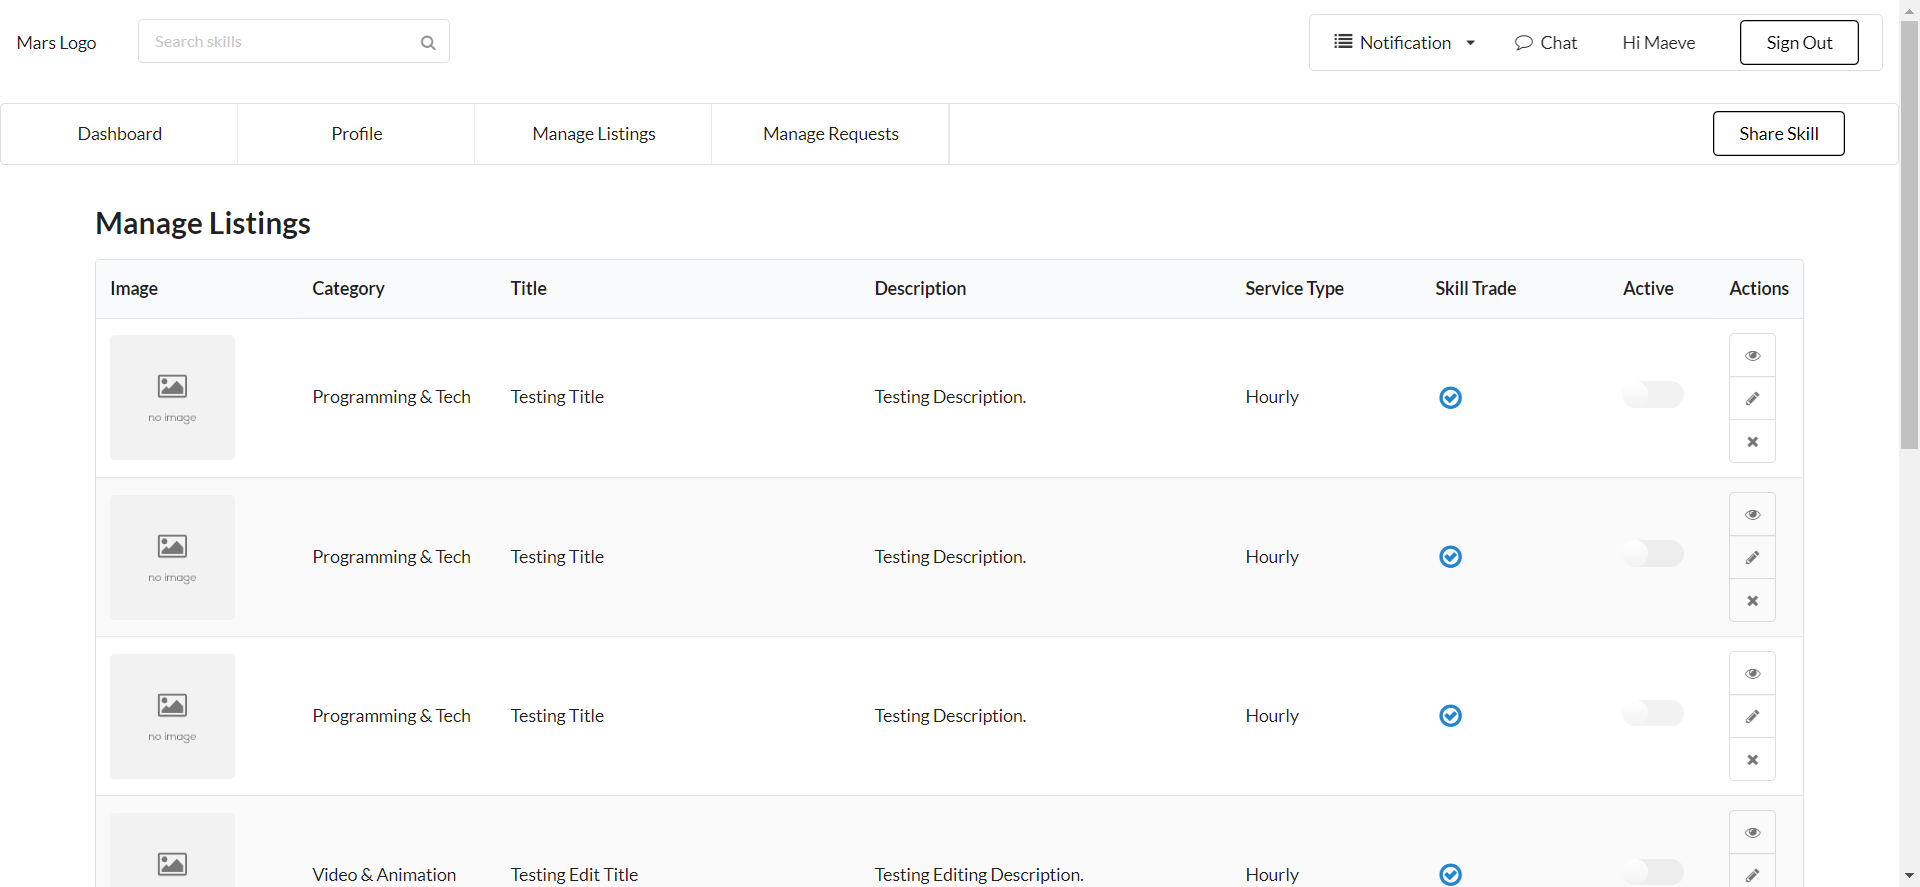 Mars Logo
Search skills
Notification
Chat
Hi Maeve
Sign Out
Dashboard
Profile
Manage Listings
Manage Requests
Share Skill
Manage Listings
Image Category Title Description Service Type Skill Trade Active Actions
no image
Programming & Tech Testing Title Testing Description. Hourly
no image
Programming & Tech Testing Title Testing Description. Hourly
no image
Programming & Tech Testing Title Testing Description. Hourly
Video & Animation Testing Edit Title Testing Editing Description. Hourly